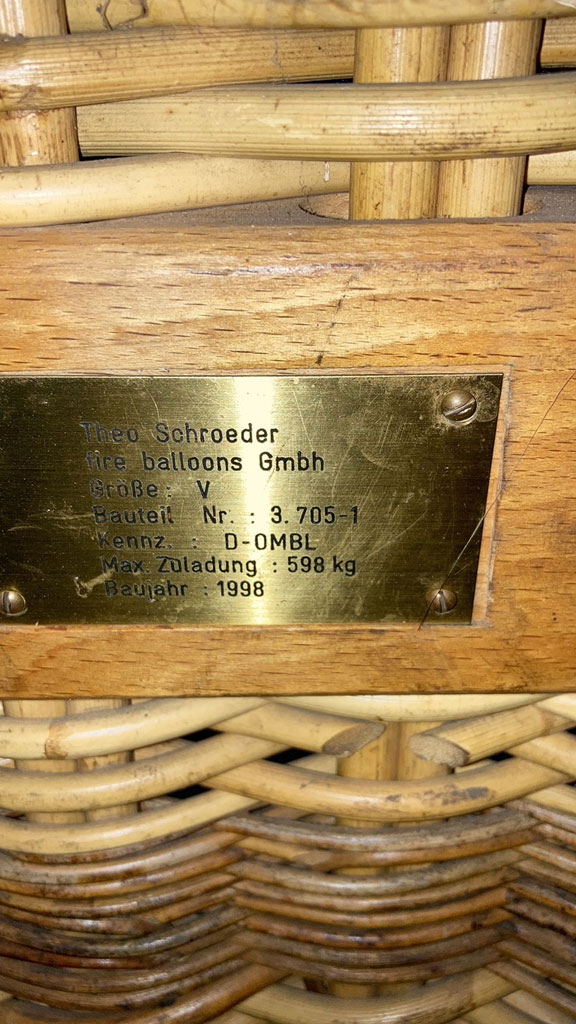 Theo Schroeder
fire balloons Gmbh
Größe: V
Bauteil Nr. : 3.705-1
Kennz. : D-OMBL
Max. Zuladung : 598 kg
Baujahr : 1998